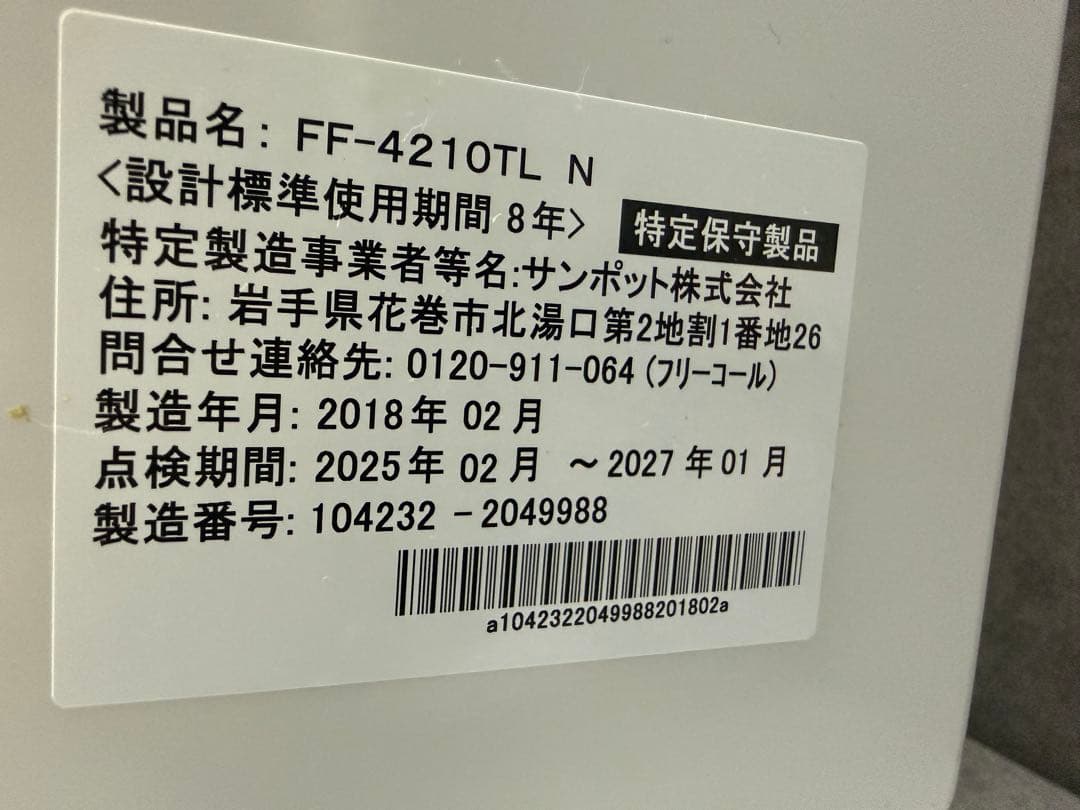 製品名: FF-4210TL N
<設計標準使用期間 8年> 特定保守製品
特定製造事業者等名:サンポット株式会社
住所: 岩手県花巻市北湯口第2地割1番地26
問合せ連絡先: 0120-911-064 (フリーコール)
製造年月: 2018年 02月
点検期間: 2025年 02月 ～2027年01月
製造番号: 104232 -2049988
a1042322049988201802a